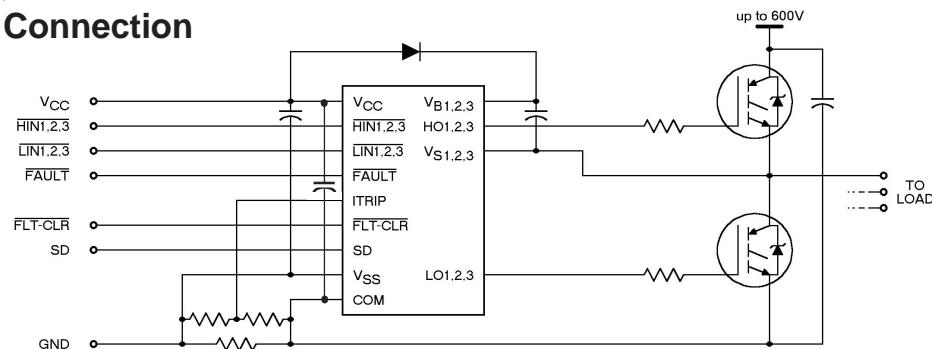 Connection
up to 600V
VCC
HIN1,2,3
LIN1,2,3
FAULT
FLT-CLR
SD
GND
VCC
HIN1,2,3
LIN1,2,3
FAULT
ITRIP
FLT-CLR
SD
VSS
COM
VB1,2,3
HO1,2,3
VS1,2,3
LO1,2,3
TO
LOAD